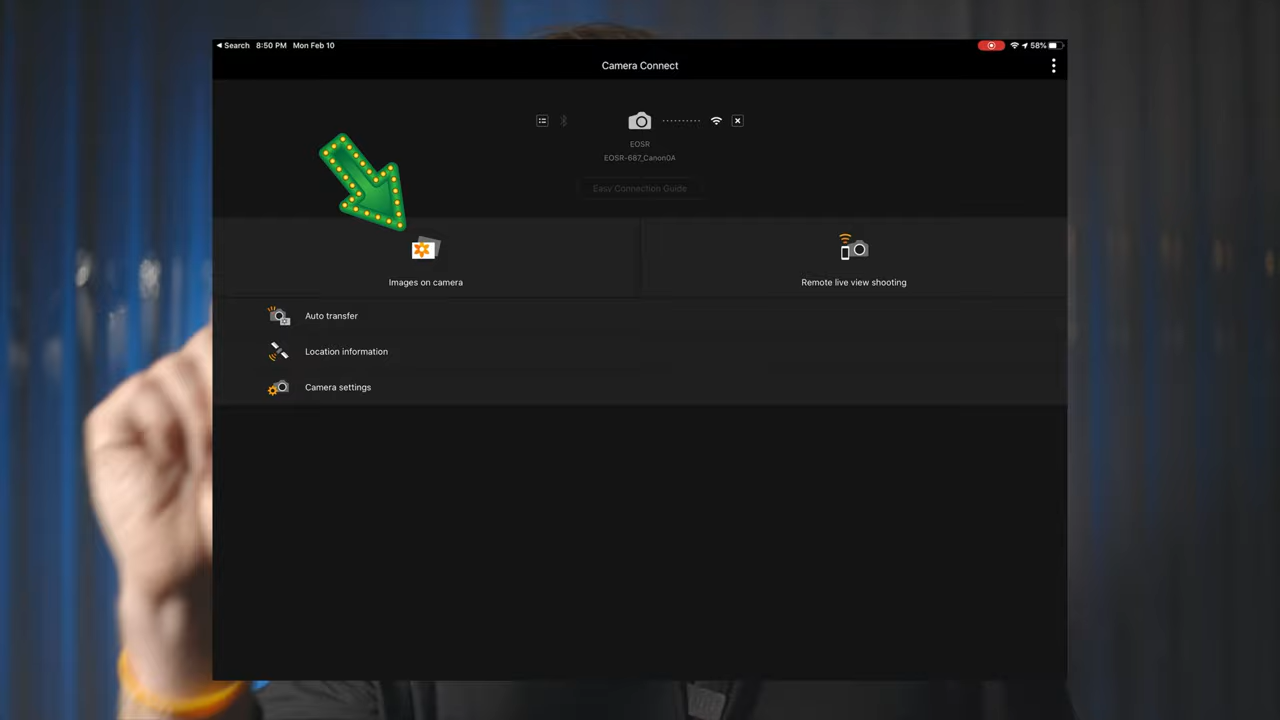 Search 8:50 PM Mon Feb 10
58%
Camera Connect
EOSR
EOSR-687_Canon0A
Easy Connection Guide
Images on camera
Remote live view shooting
Auto transfer
Location information
Camera settings